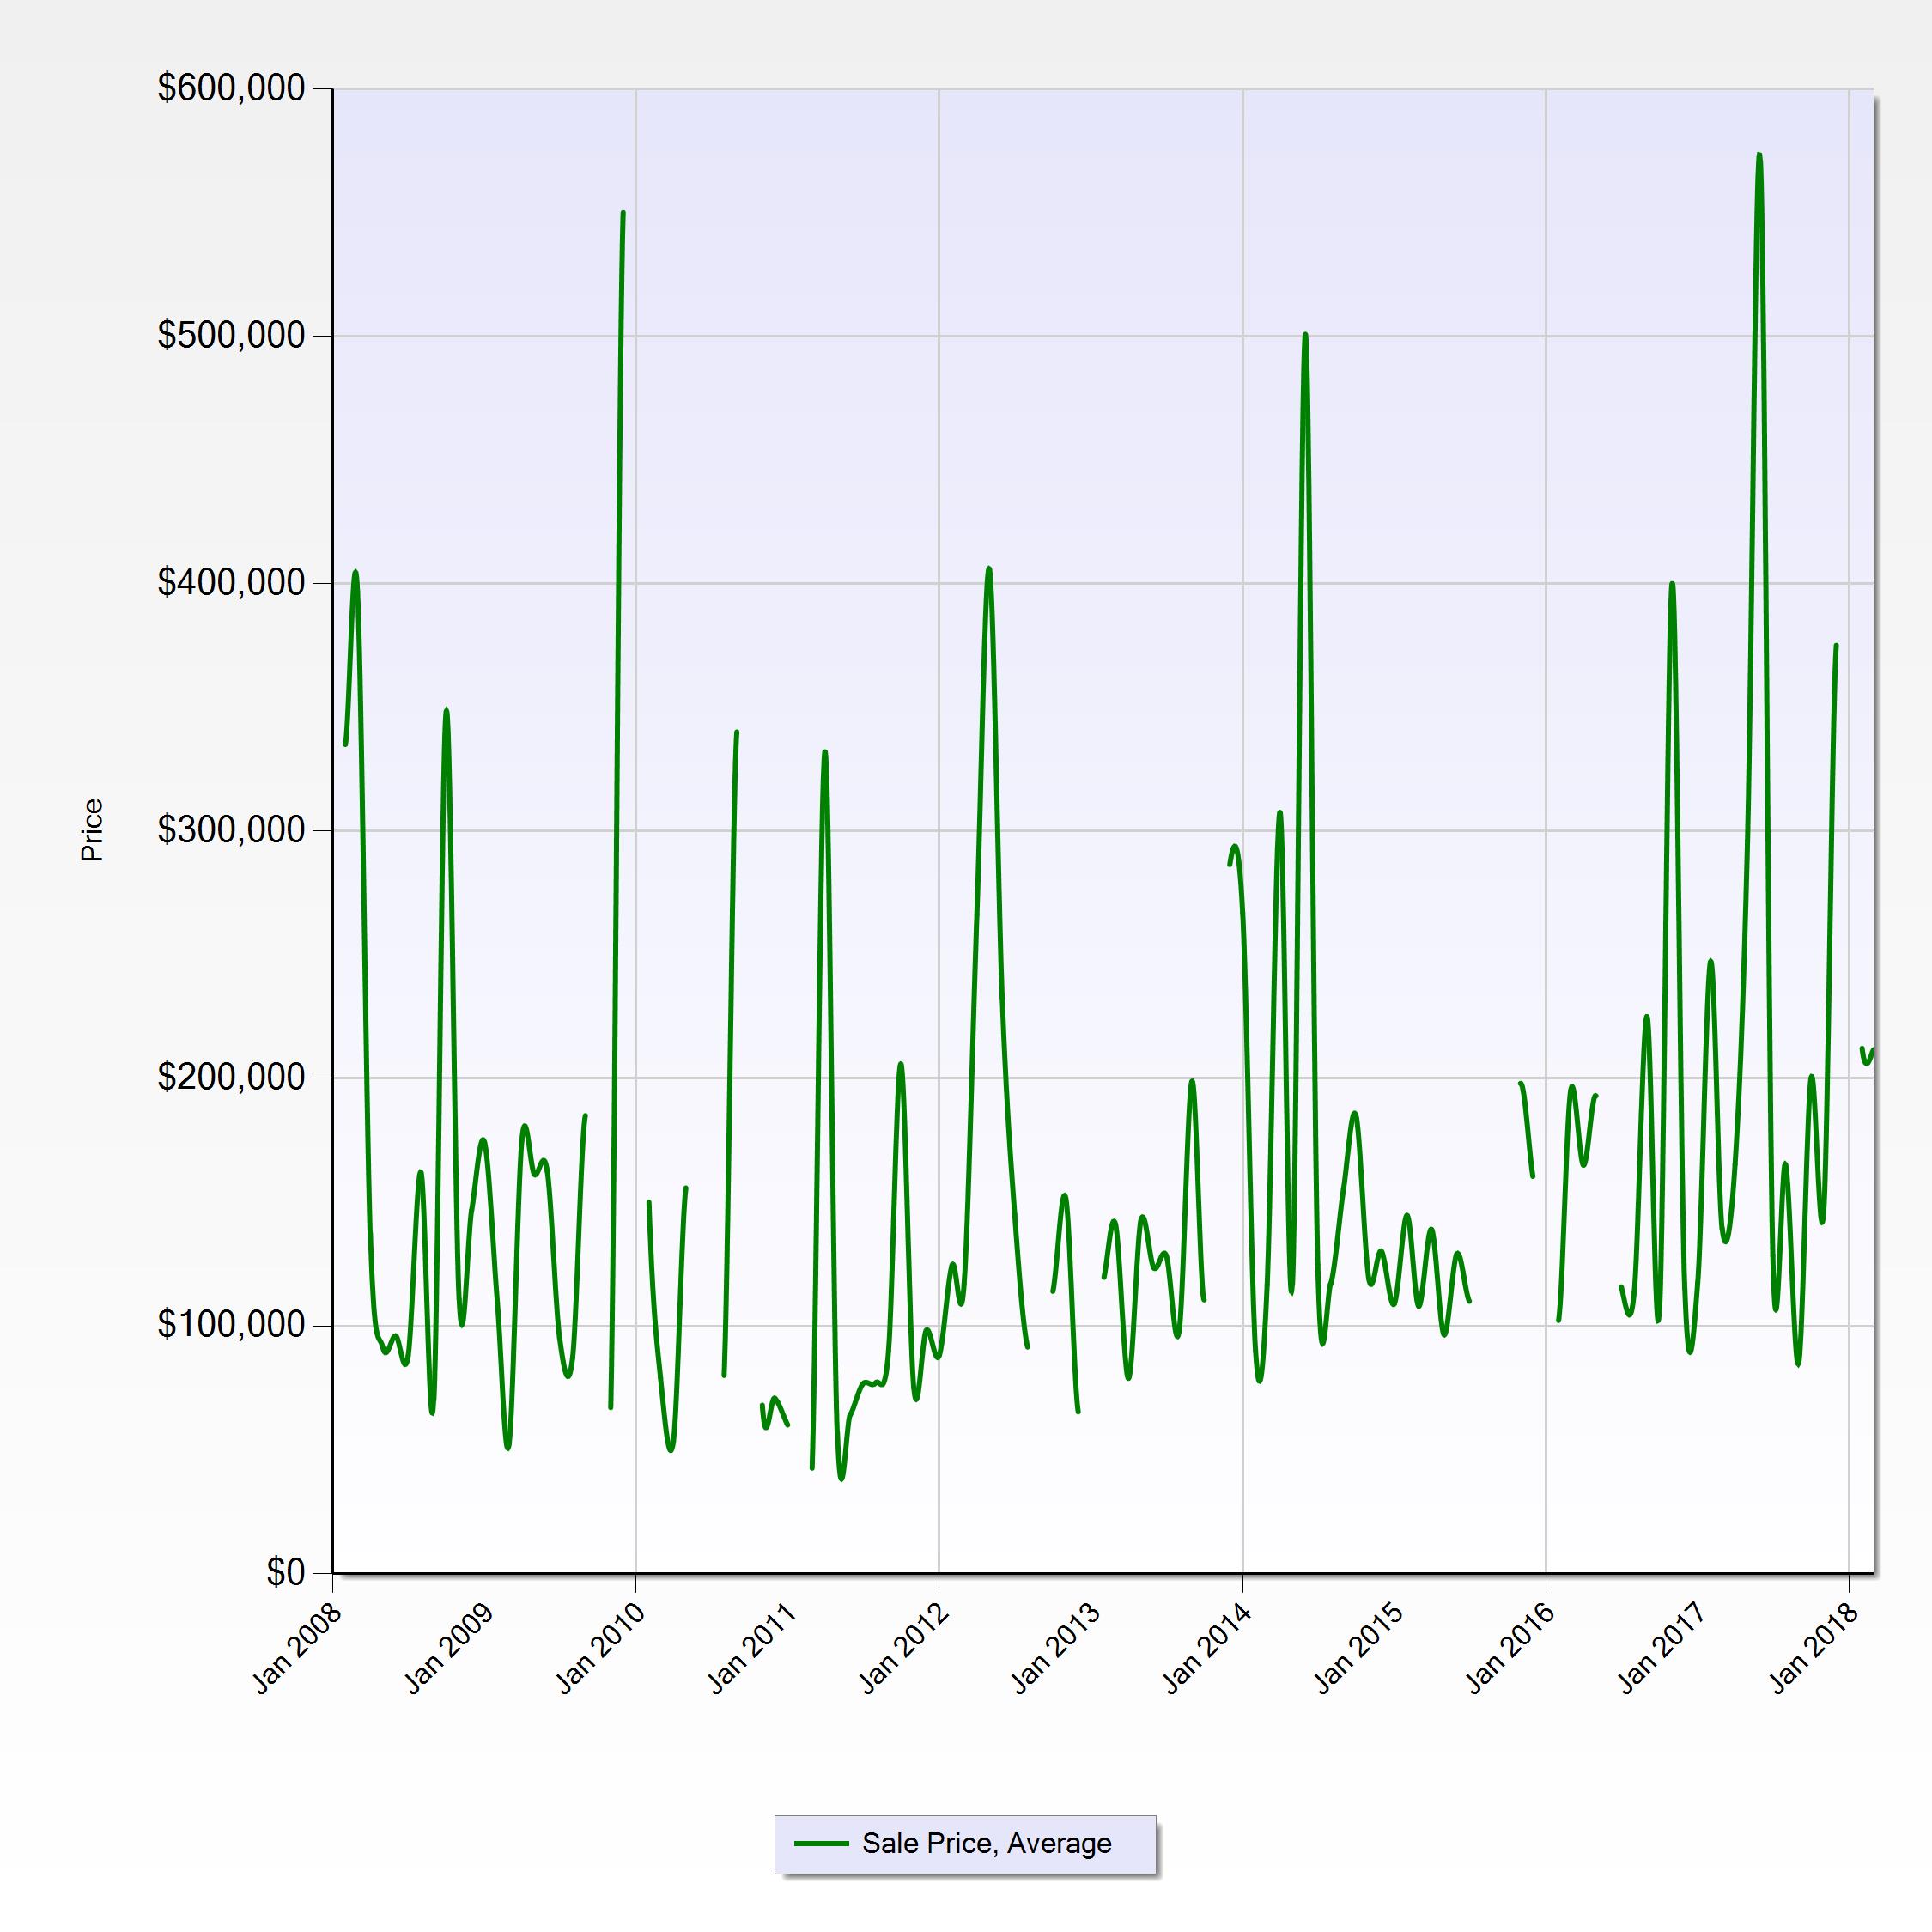 $600,000
$500,000
$400,000
$300,000
$200,000
$100,000
$0
Price
Jan 2008
Jan 2009
Jan 2010
Jan 2011
Jan 2012
Jan 2013
Jan 2014
Jan 2015
Jan 2016
Jan 2017
Jan 2018
Sale Price, Average